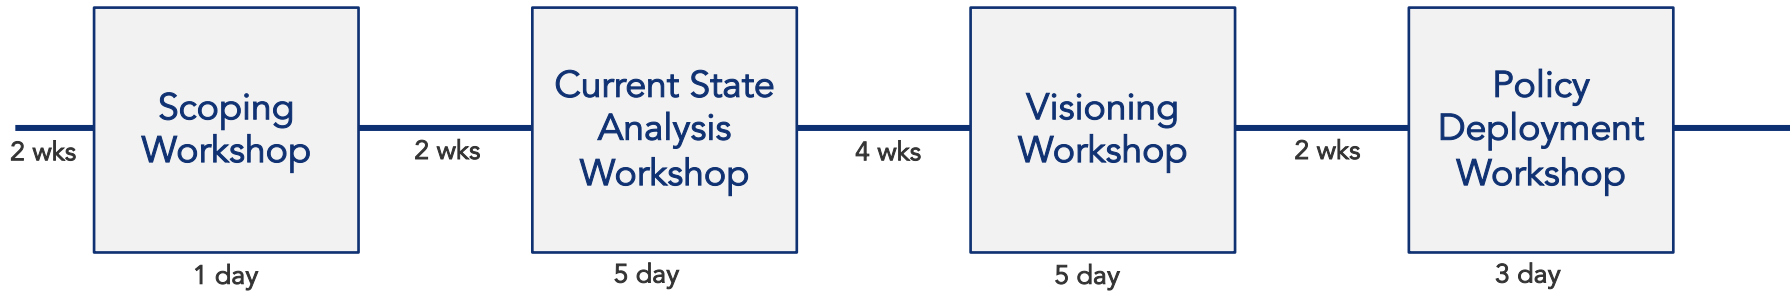 Scoping
Workshop
Current State
Analysis
Workshop
Visioning
Workshop
Policy
Deployment
Workshop
2 wks
2 wks
4 wks
2 wks
1 day
5 day
5 day
3 day